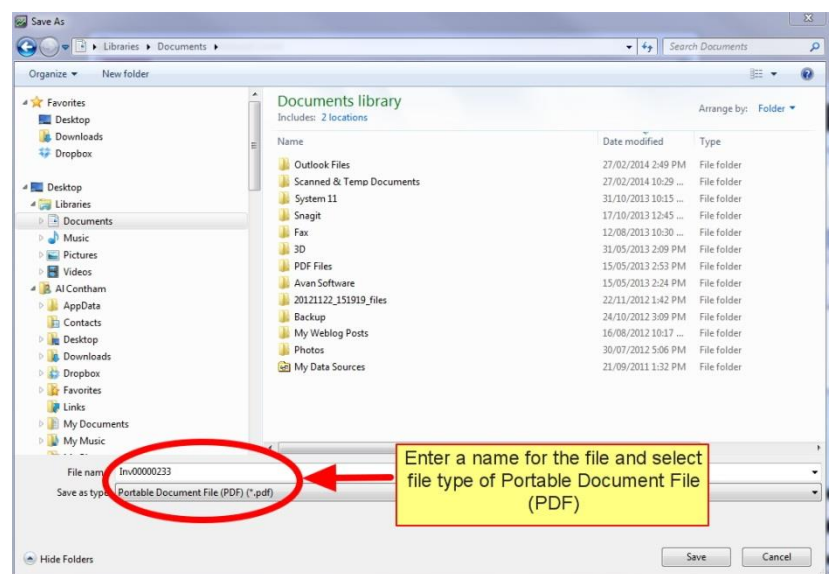 Save As
Libraries Documents
Search Documents
Organize New folder
Favorites
Desktop
Downloads
Dropbox
Desktop
Libraries
Documents
Music
Pictures
Videos
Al Contham
AppData
Contacts
Desktop
Downloads
Dropbox
Favorites
Links
My Documents
My Music
Documents library
Includes: 2 locations
Arrange by: Folder
Name Date modified Type
Outlook Files 27/02/2014 2:49 PM File folder
Scanned & Temp Documents 27/02/2014 10:29 ... File folder
System 11 31/10/2013 10:15 ... File folder
Snagit 17/10/2013 12:45 ... File folder
Fax 12/08/2013 10:30 ... File folder
3D 31/05/2013 2:09 PM File folder
PDF Files 15/05/2013 2:53 PM File folder
Avan Software 15/05/2013 2:24 PM File folder
20121122_151919_files 22/11/2012 1:42 PM File folder
Backup 24/10/2012 3:09 PM File folder
My Weblog Posts 16/08/2012 10:17 ... File folder
Photos 30/07/2012 5:06 PM File folder
My Data Sources 21/09/2011 1:32 PM File folder
File name Inv00000233
Save as type Portable Document File (PDF) (*.pdf)
Enter a name for the file and select
file type of Portable Document File
(PDF)
Hide Folders
Save Cancel